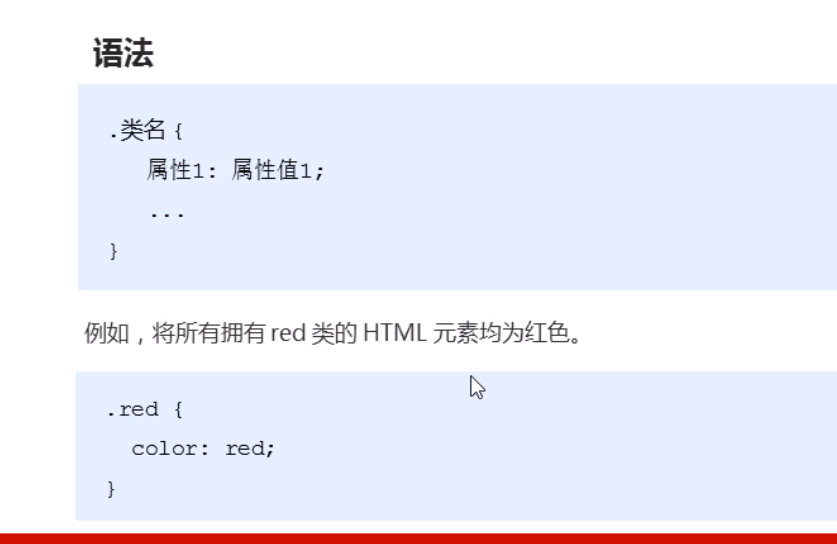 语法
.类名 {
属性1: 属性值1;
...
}
例如，将所有拥有 red 类的 HTML 元素均为红色。
.red {
color: red;
}